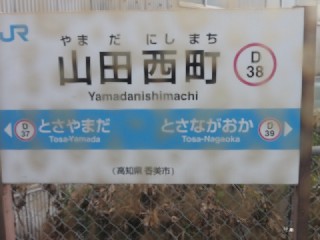 JR
やまだにしまち
山田西町
D
38
Yamadanishimachi
D
37
とさやまだ
Tosa-Yamada
とさながおか
Tosa-Nagaoka
D
39
(高知県 香美市)